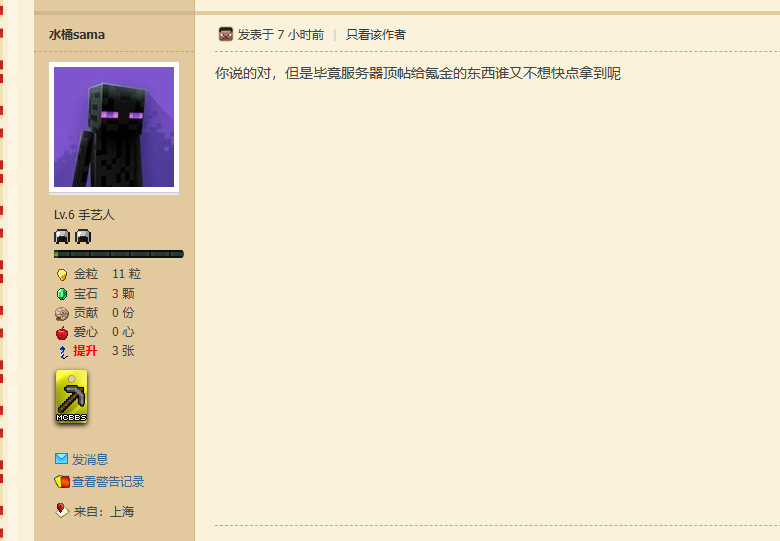 水桶sama
发表于 7 小时前 | 只看该作者
你说的对，但是毕竟服务器顶帖给氪金的东西谁又不想快点拿到呢
Lv.6 手艺人
金粒 11 粒
宝石 3 颗
贡献 0 份
爱心 0 心
提升 3 张
MCBBS
发消息
查看警告记录
来自：上海